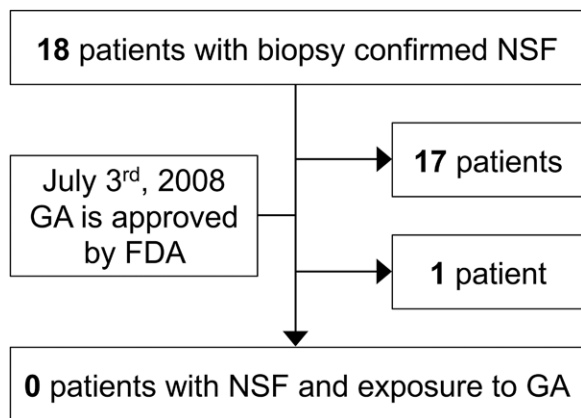 18 patients with biopsy confirmed NSF
17 patients
July 3rd, 2008
GA is approved
by FDA
1 patient
0 patients with NSF and exposure to GA